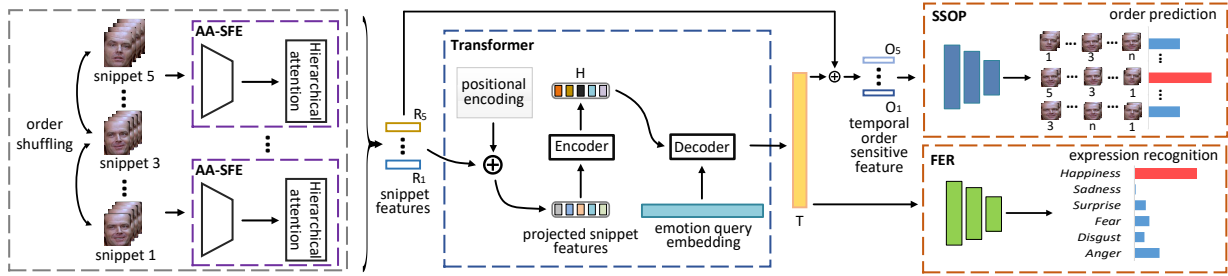 order
shuffling
snippet 5
snippet 3
snippet 1
AA-SFE
Hierarchical
attention
AA-SFE
Hierarchical
attention
R5
R1
snippet
features
Transformer
positional
encoding
H
Encoder
Decoder
projected snippet
features
emotion query
embedding
T
O5
O1
temporal
order
sensitive
feature
SSOP
order prediction
1 3 n
5 3 1
3 n 1
FER
expression recognition
Happiness
Sadness
Surprise
Fear
Disgust
Anger